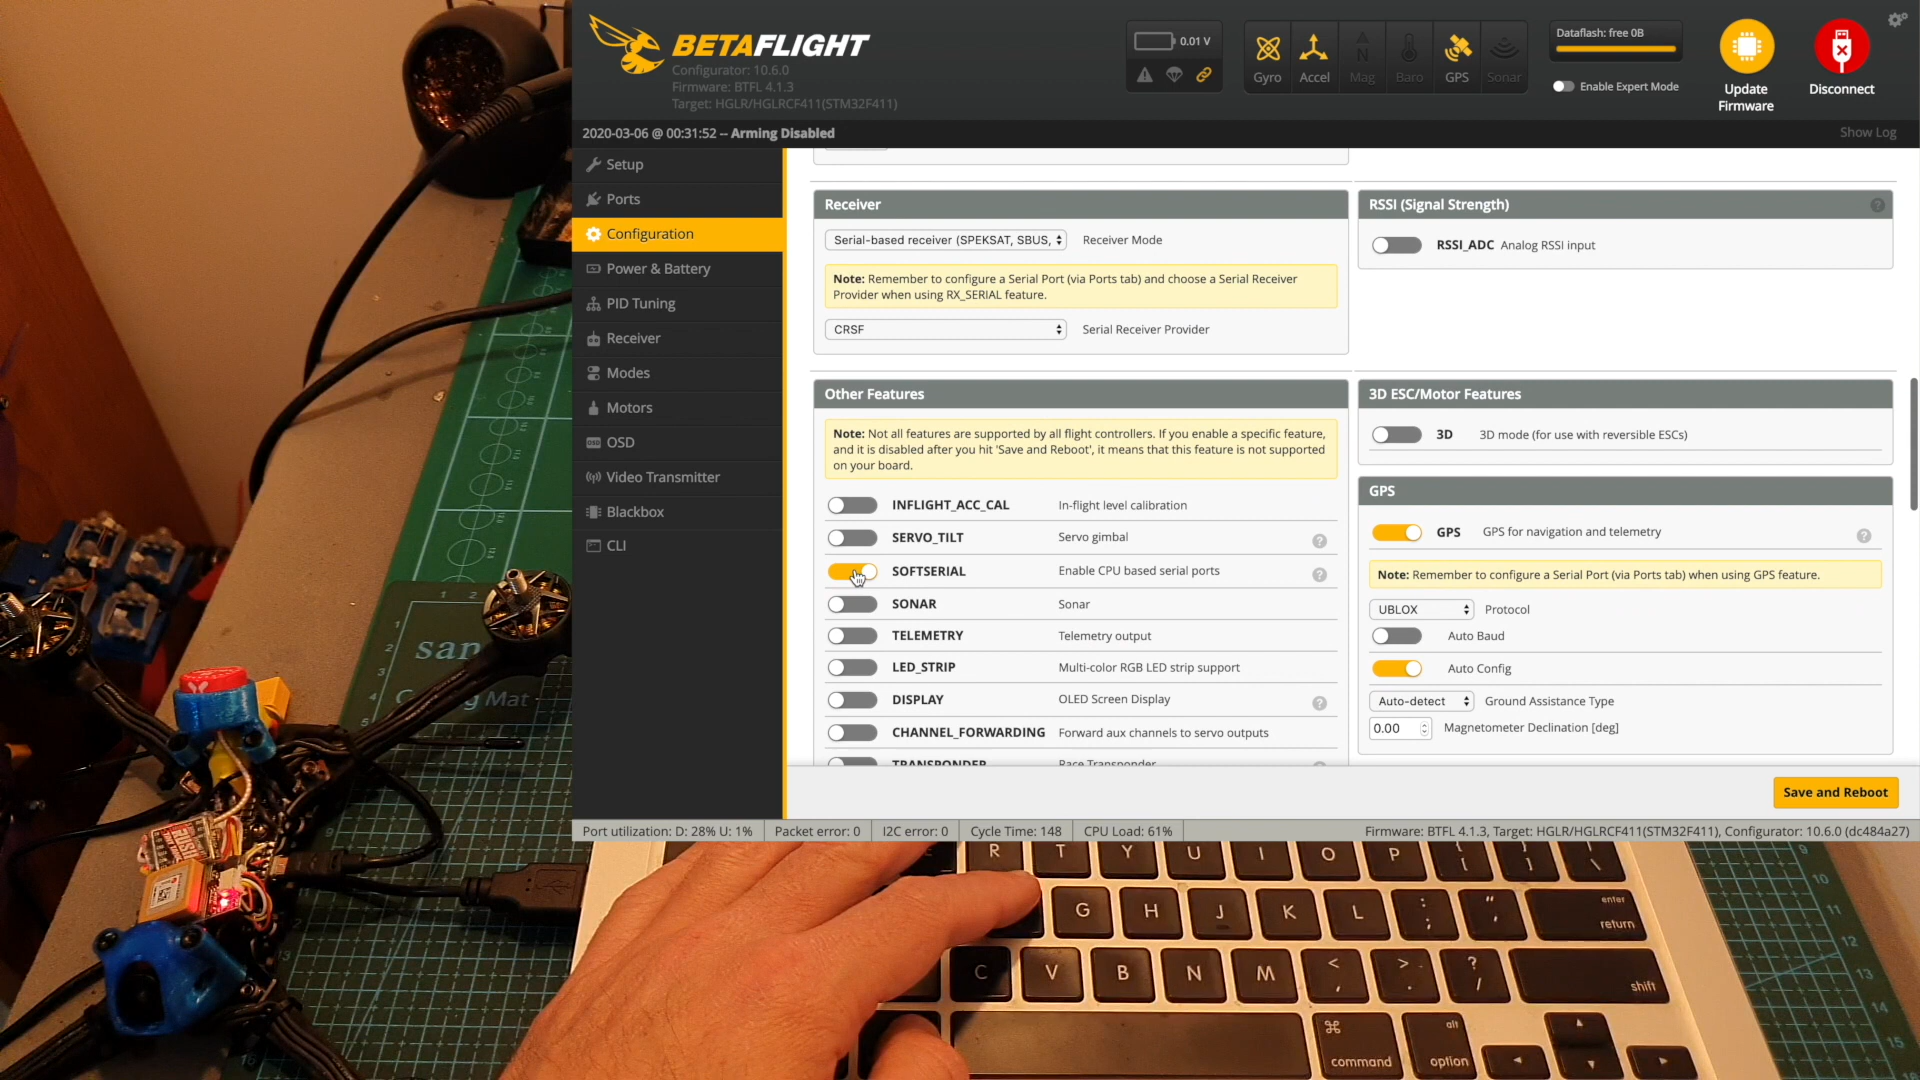 BETAFLIGHT
Configurator: 10.6.0
Firmware: BTFL 4.1.3
Target: HGLR/HGLRCF411(STM32F411)
0.01 V
Gyro
Accel
Mag
Baro
GPS
Sonar
Dataflash: free 0B
Enable Expert Mode
Update
Firmware
Disconnect
2020-03-06 @ 00:31:52 -- Arming Disabled
Show Log
Setup
Ports
Configuration
Power & Battery
PID Tuning
Receiver
Modes
Motors
OSD
Video Transmitter
Blackbox
CLI
Receiver
Serial-based receiver (SPEKSAT, SBUS, Receiver Mode
Note: Remember to configure a Serial Port (via Ports tab) and choose a Serial Receiver
Provider when using RX_SERIAL feature.
CRSF Serial Receiver Provider
RSSI (Signal Strength)
RSSI_ADC Analog RSSI input
Other Features
Note: Not all features are supported by all flight controllers. If you enable a specific feature,
and it is disabled after you hit 'Save and Reboot', it means that this feature is not supported
on your board.
INFLIGHT_ACC_CAL In-flight level calibration
SERVO_TILT Servo gimbal
SOFTSERIAL Enable CPU based serial ports
SONAR Sonar
TELEMETRY Telemetry output
LED_STRIP Multi-color RGB LED strip support
DISPLAY OLED Screen Display
CHANNEL_FORWARDING Forward aux channels to servo outputs
TRANSPONDER Race Transponder
3D ESC/Motor Features
3D 3D mode (for use with reversible ESCs)
GPS
GPS GPS for navigation and telemetry
Note: Remember to configure a Serial Port (via Ports tab) when using GPS feature.
UBLOX Protocol
Auto Baud
Auto Config
Auto-detect Ground Assistance Type
0.00 Magnetometer Declination [deg]
Save and Reboot
Port utilization: D: 28% U: 1% Packet error: 0 I2C error: 0 Cycle Time: 148 CPU Load: 61%
Firmware: BTFL 4.1.3, Target: HGLR/HGLRCF411(STM32F411), Configurator: 10.6.0 (dc484a27)
R T Y U I O P { [ } ] | \
G H J K L : ; " ' enter return
C V B N M < , > . ? / shift
⌘ command alt option
san
Mat